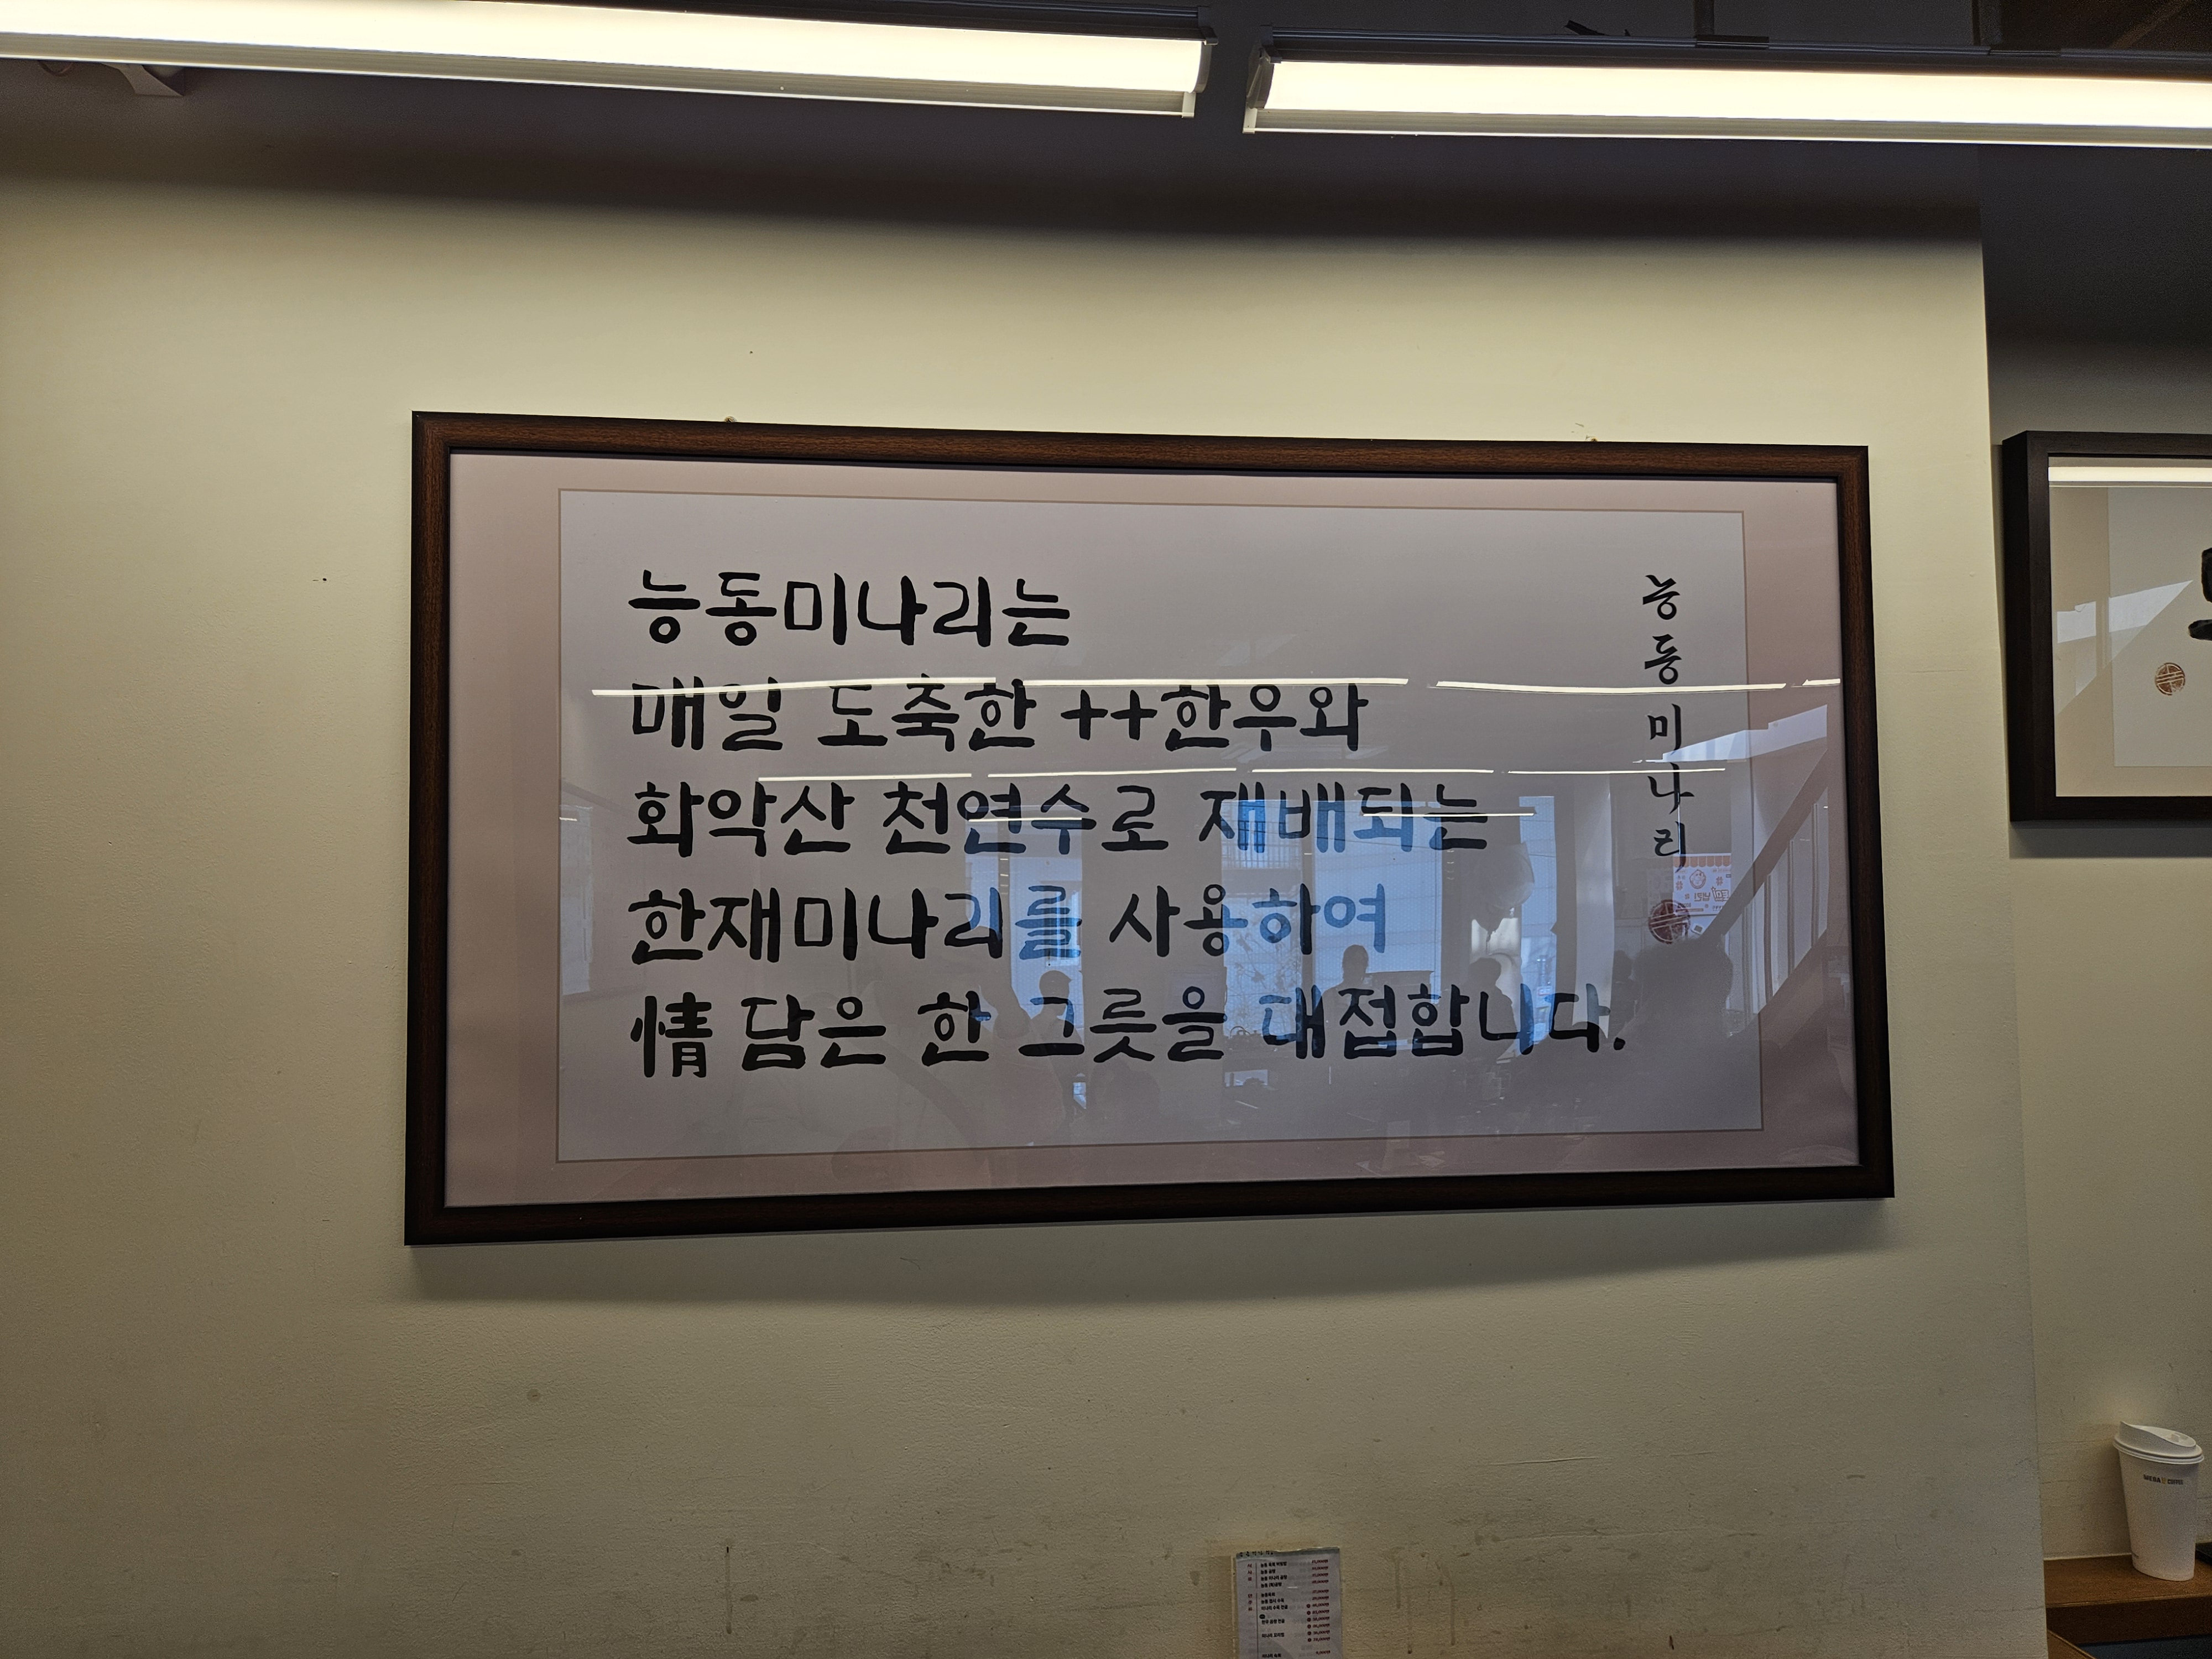 능동미나리는
매일 도축한 ++한우와
화악산 천연수로 재배되는
한재미나리를 사용하여
情 담은 한 그릇을 대접합니다.
능동미나리